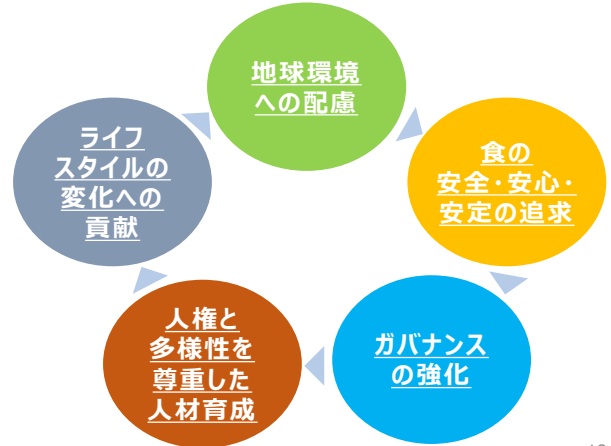 地球環境
への配慮
食の
安全・安心・
安定の追求
ガバナンス
の強化
人権と
多様性を
尊重した
人材育成
ライフ
スタイルの
変化への
貢献